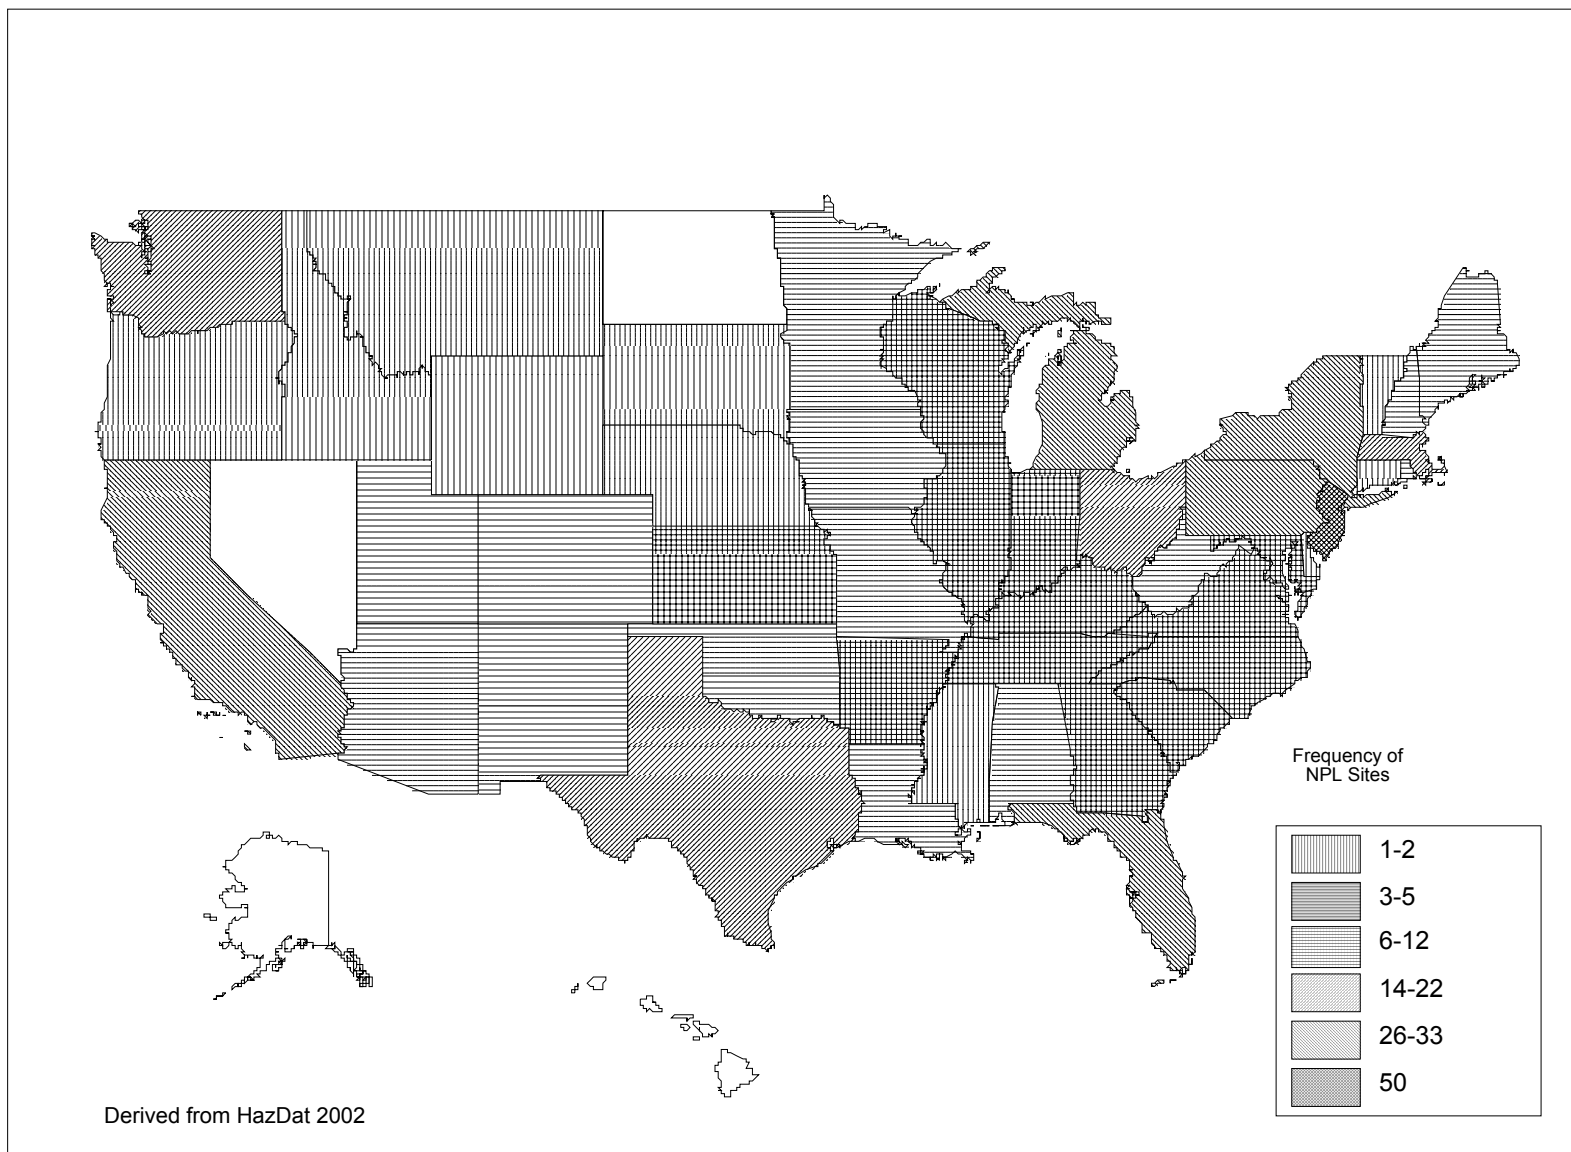 Frequency of
NPL Sites
1-2
3-5
6-12
14-22
26-33
50
Derived from HazDat 2002